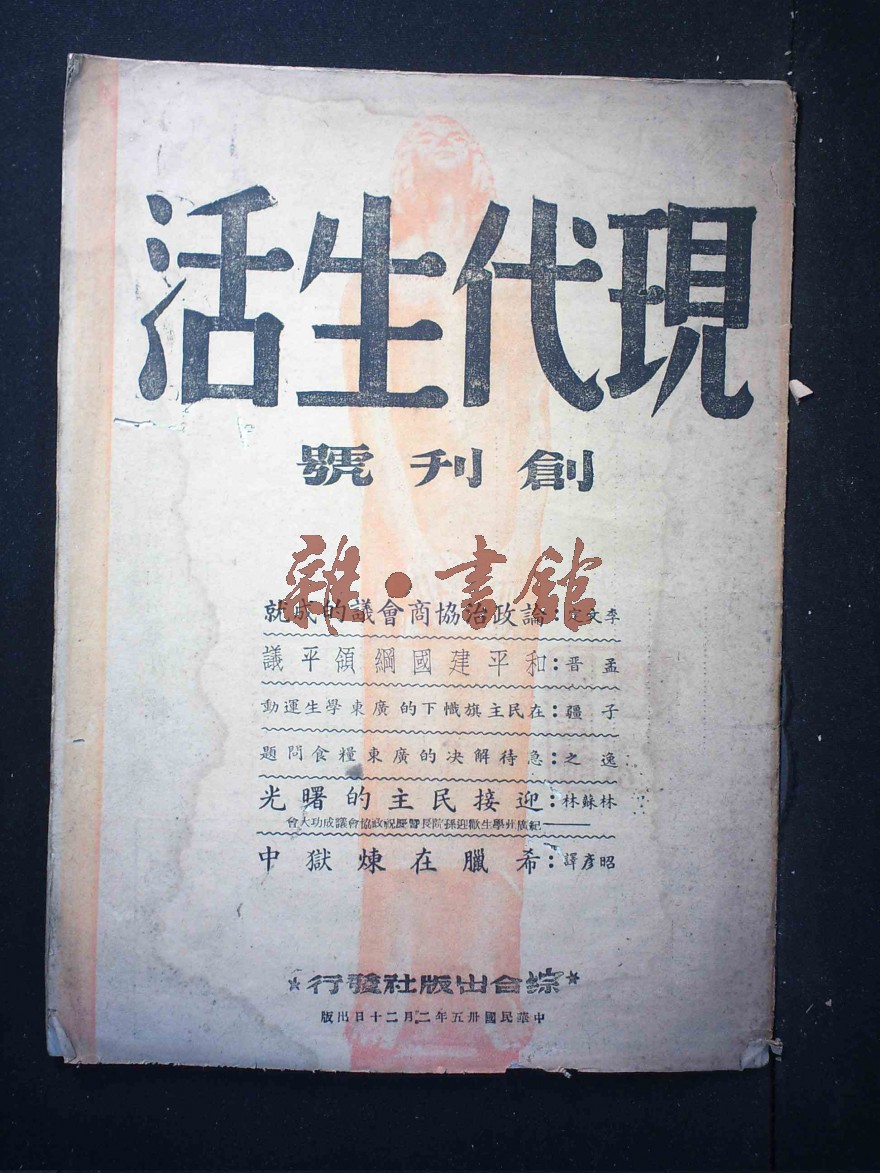 現代生活
創刊號
雜·書館
李文定：論政治協商會議的成就
孟晋：和平建國綱領平議
子疆：在民主旗幟下的廣東學生運動
逸之：急待解决的廣東糧食問題
林林蘇：迎接民主的曙光
——紀廣州學生歡迎孫院長暨慶祝政協會議成功大會
昭彥譯：希臘在煉獄中
★綜合出版社發行★
中華民國卅五年二月二十日出版